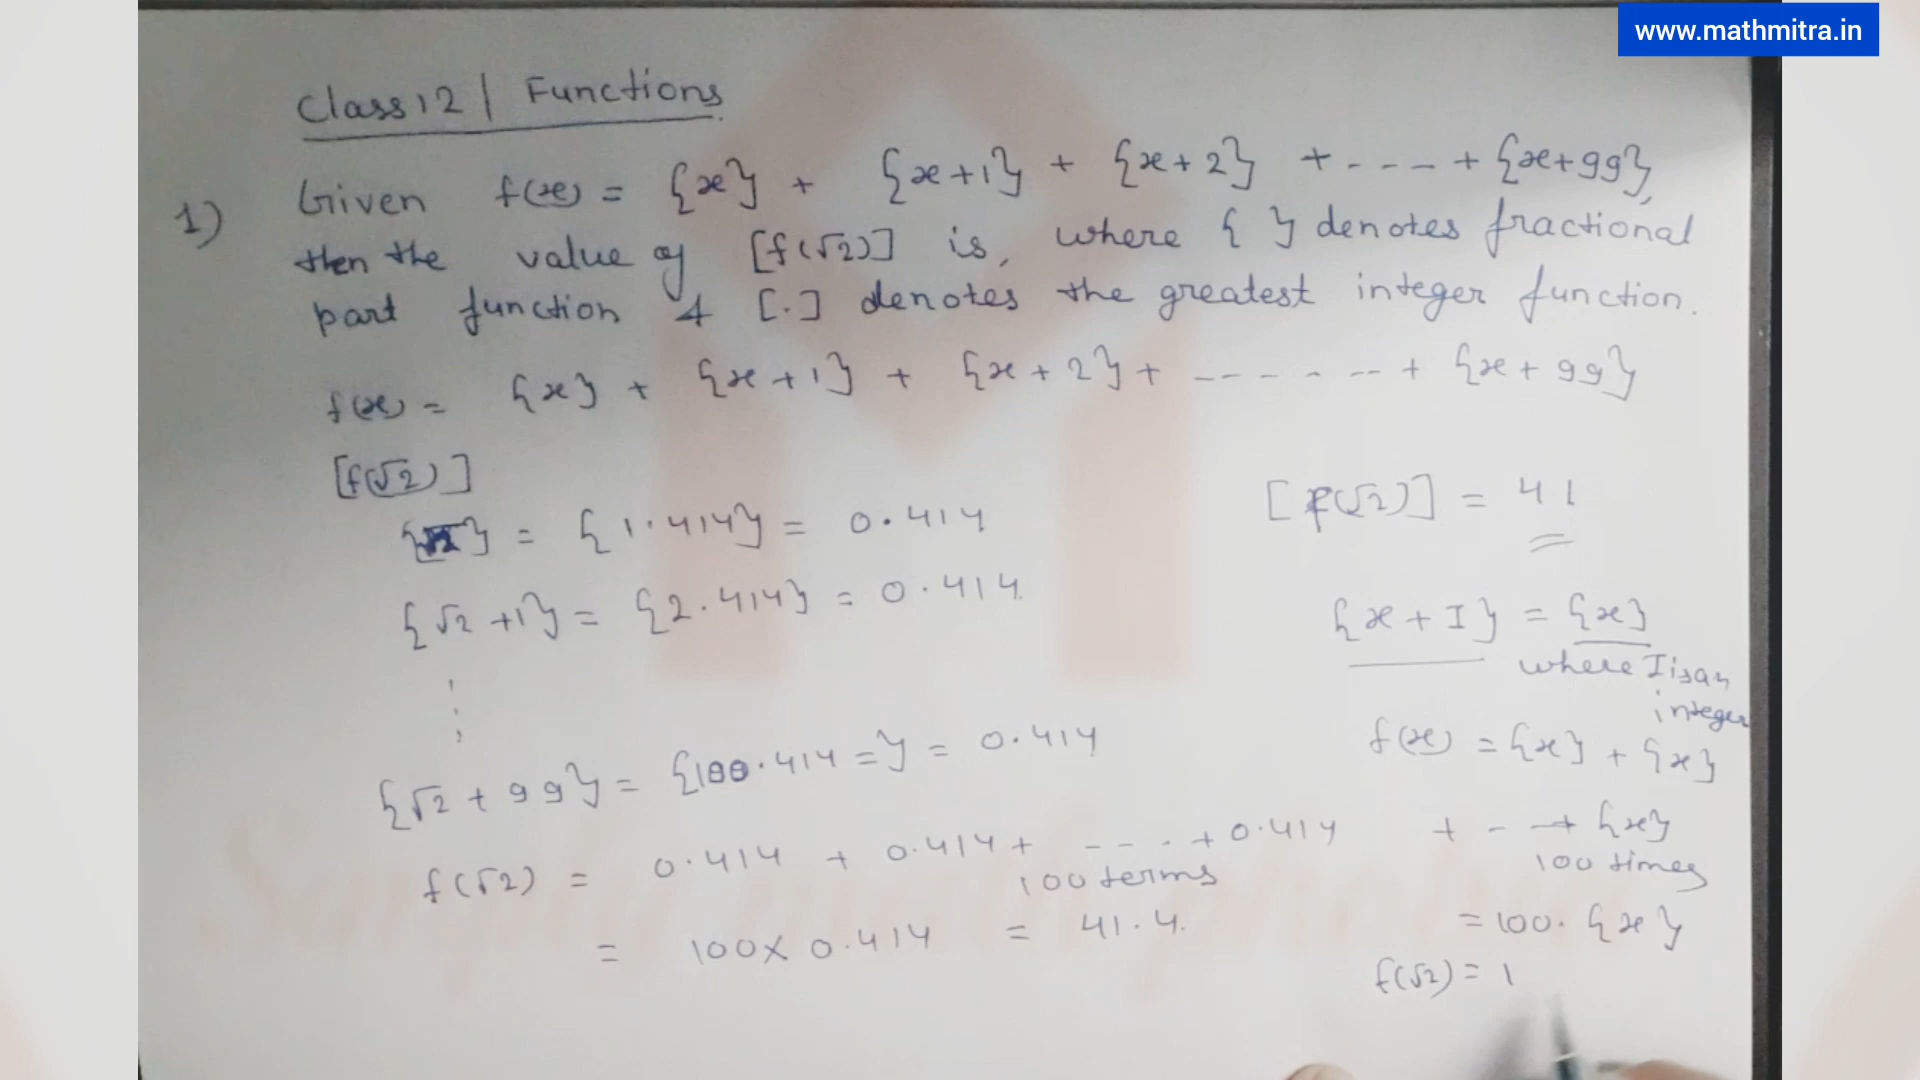 www.mathmitra.in
Class 12 | Functions
1) Given f(x) = {x} + {x+1} + {x+2} + - - - + {x+99},
then the value of [f(√2)] is, where { } denotes fractional
part function & [.] denotes the greatest integer function.
f(x) = {x} + {x+1} + {x+2} + - - - - - - + {x+99}
[f(√2)]
{√2} = {1.414} = 0.414
{√2 +1} = {2.414} = 0.414
⋮
{√2 + 99} = {100.414 =} = 0.414
f(√2) = 0.414 + 0.414 + - - - . + 0.414
100 terms
= 100 x 0.414 = 41.4.
[f(√2)] = 41
{x + I} = {x}
where I is an
integer
f(x) = {x} + {x}
+ - - + {x}
100 times
= 100. {x}
f(√2) = 1